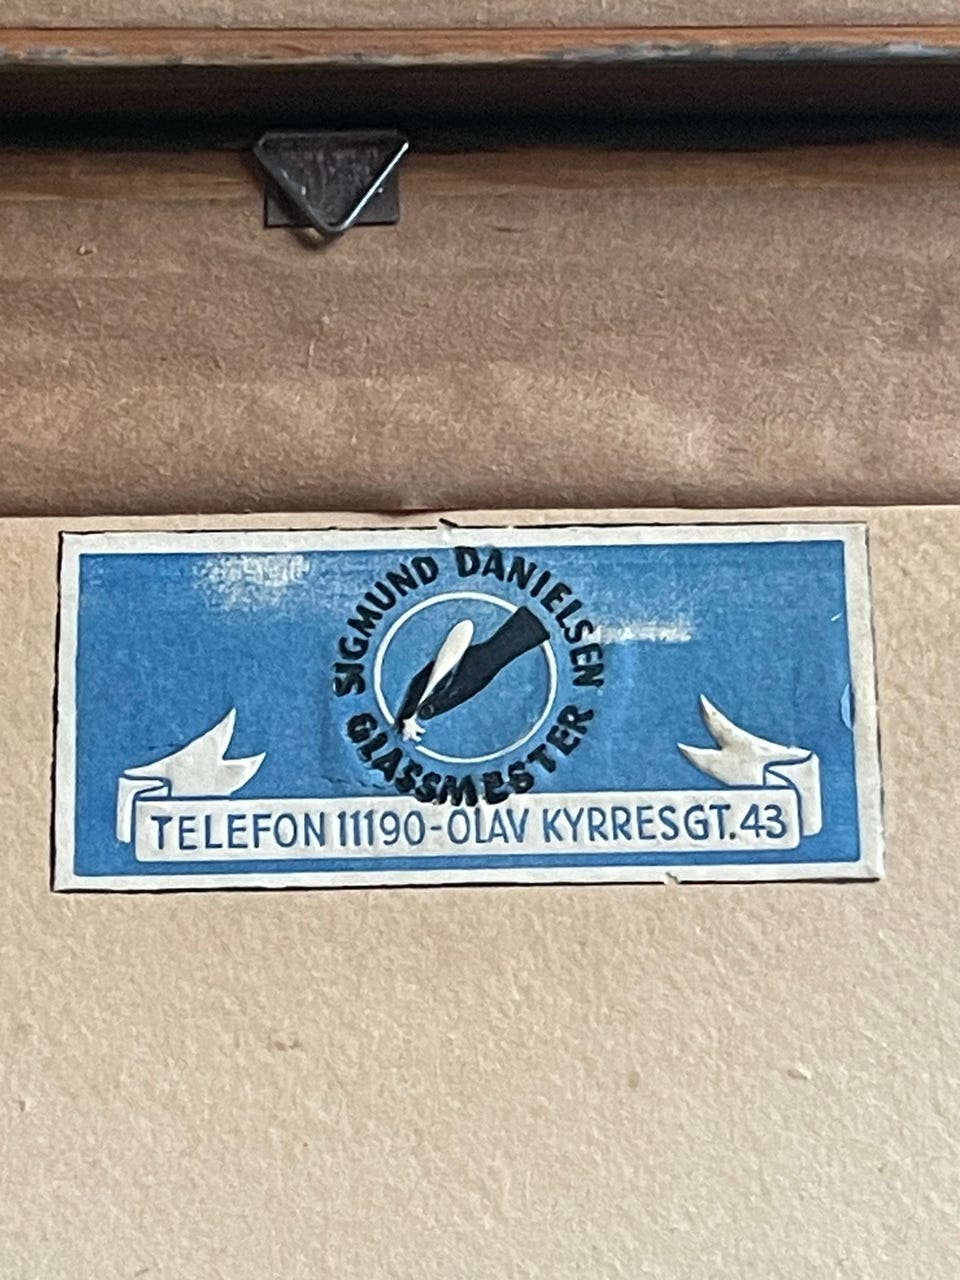 SIGMUND DANIELSEN
GLASSMESTER
TELEFON 11190-OLAV KYRRESGT.43